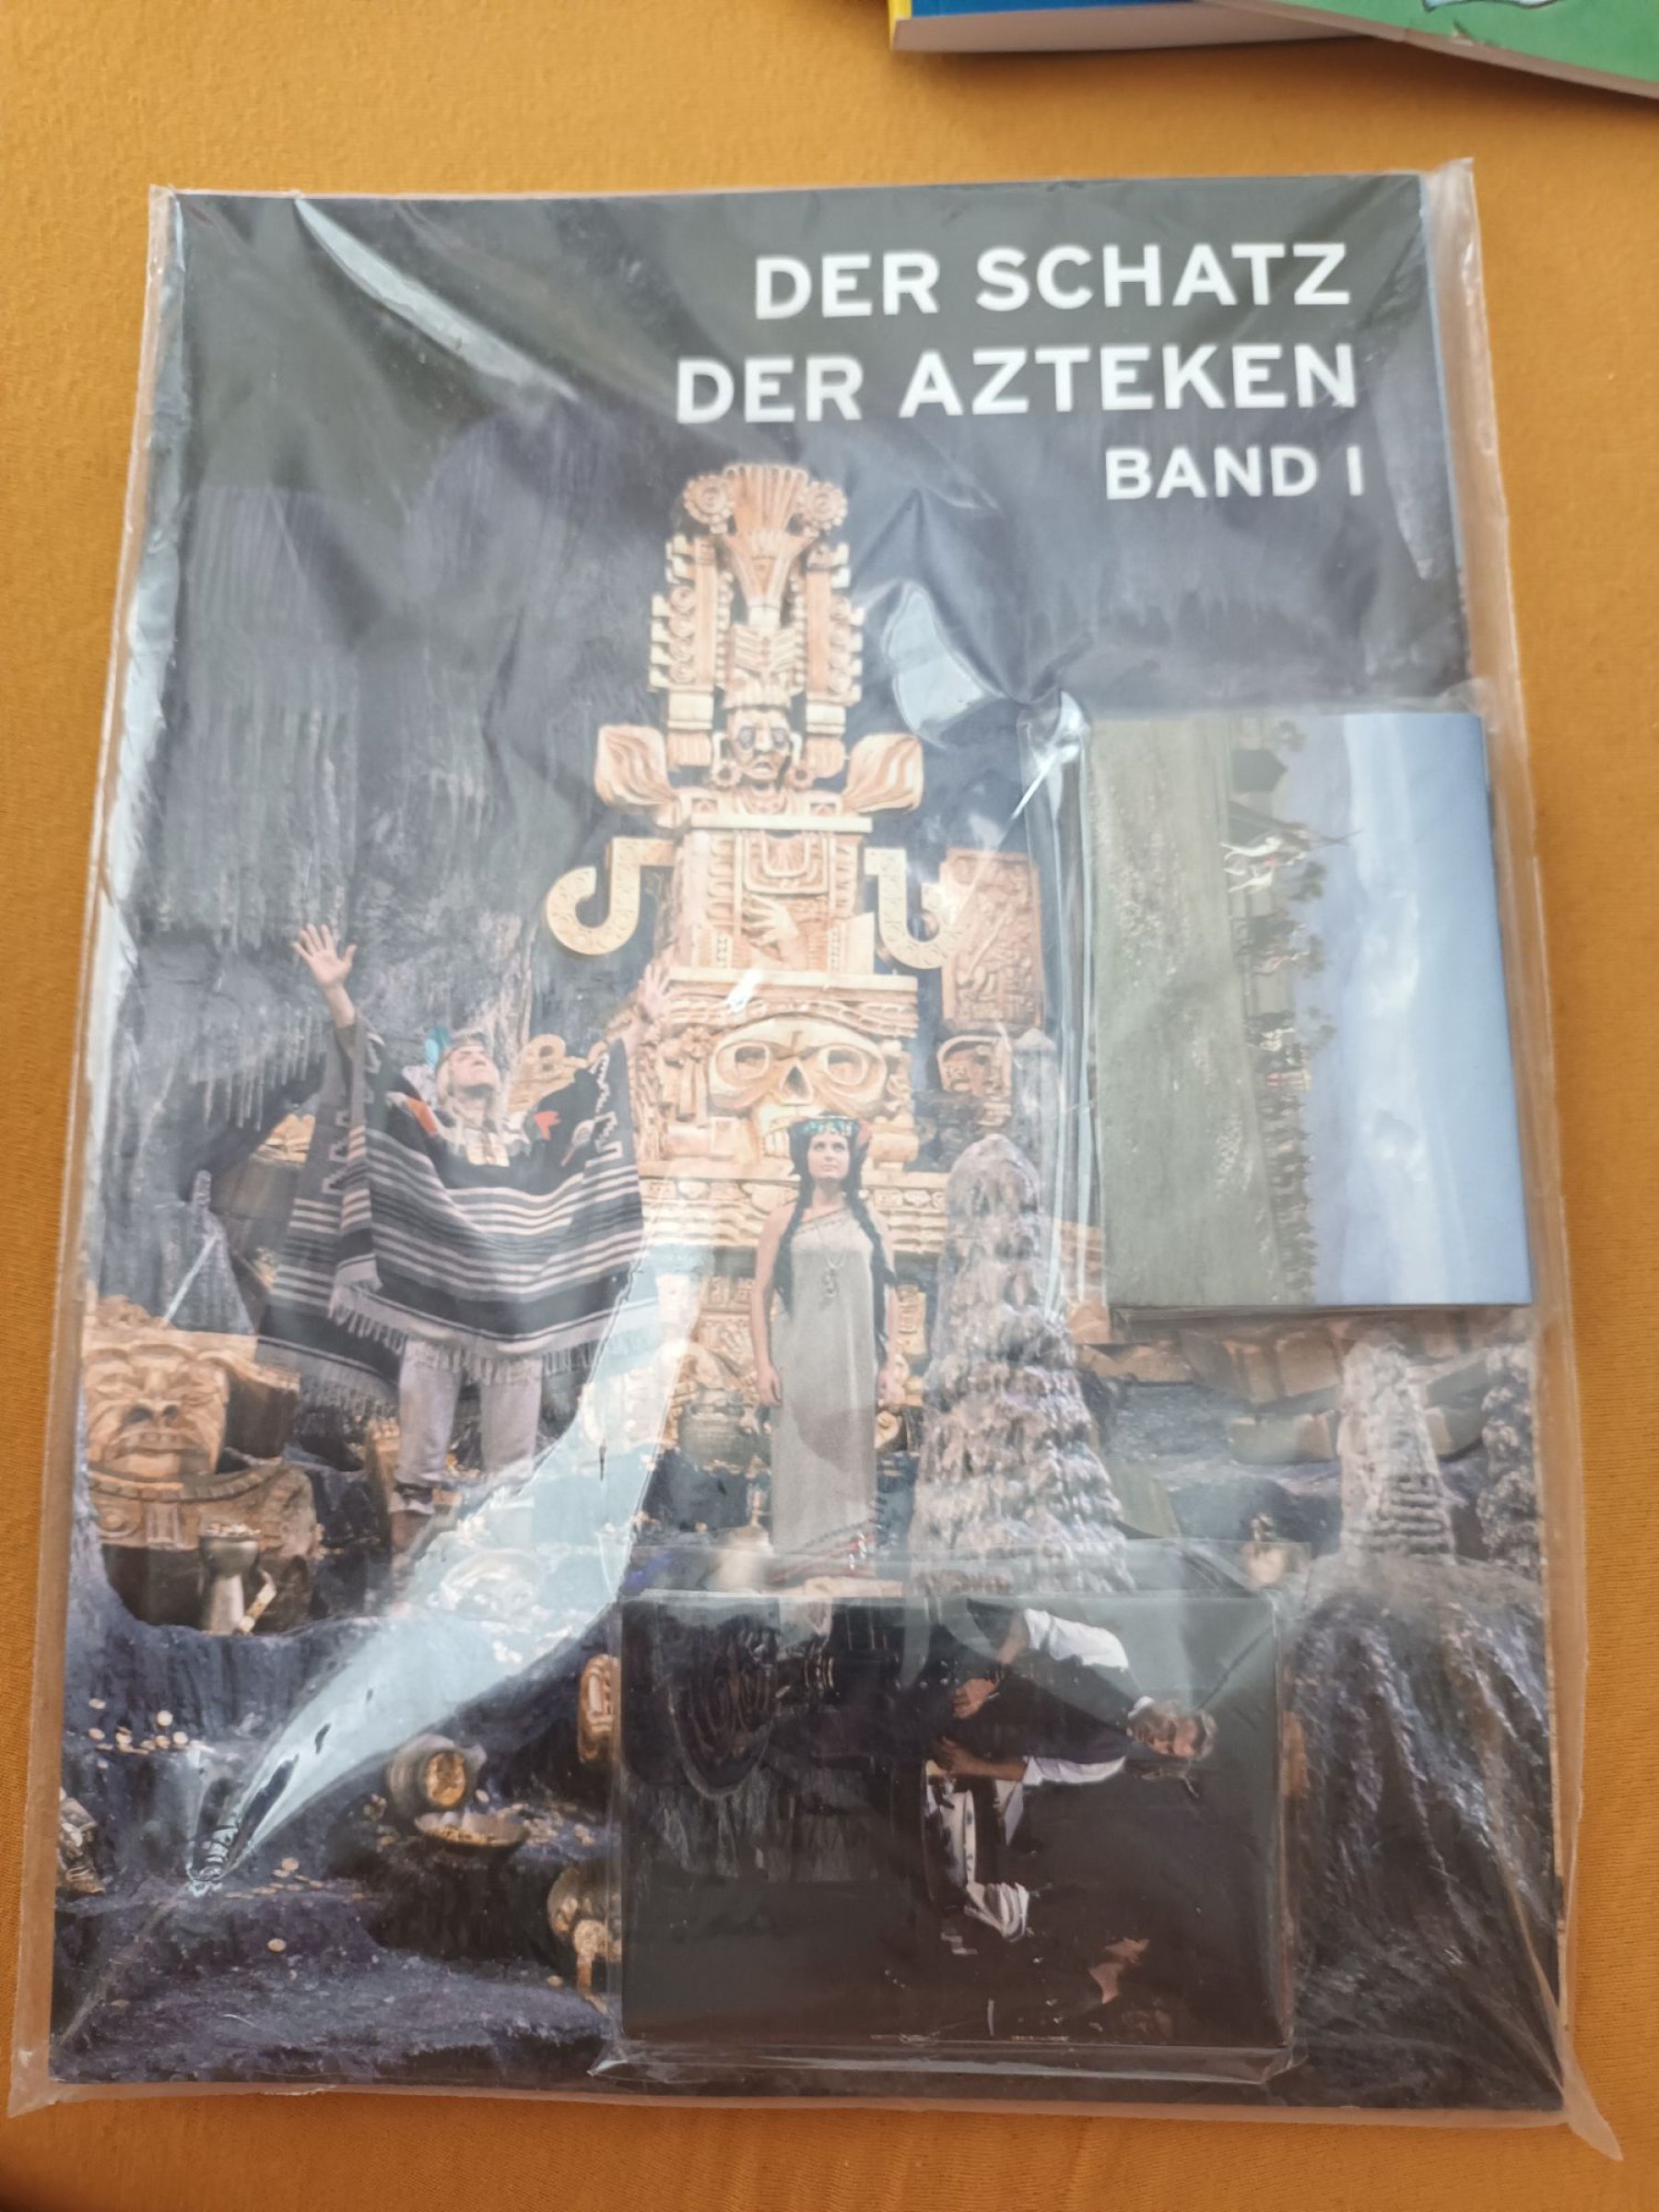 DER SCHATZ
DER AZTEKEN
BAND I